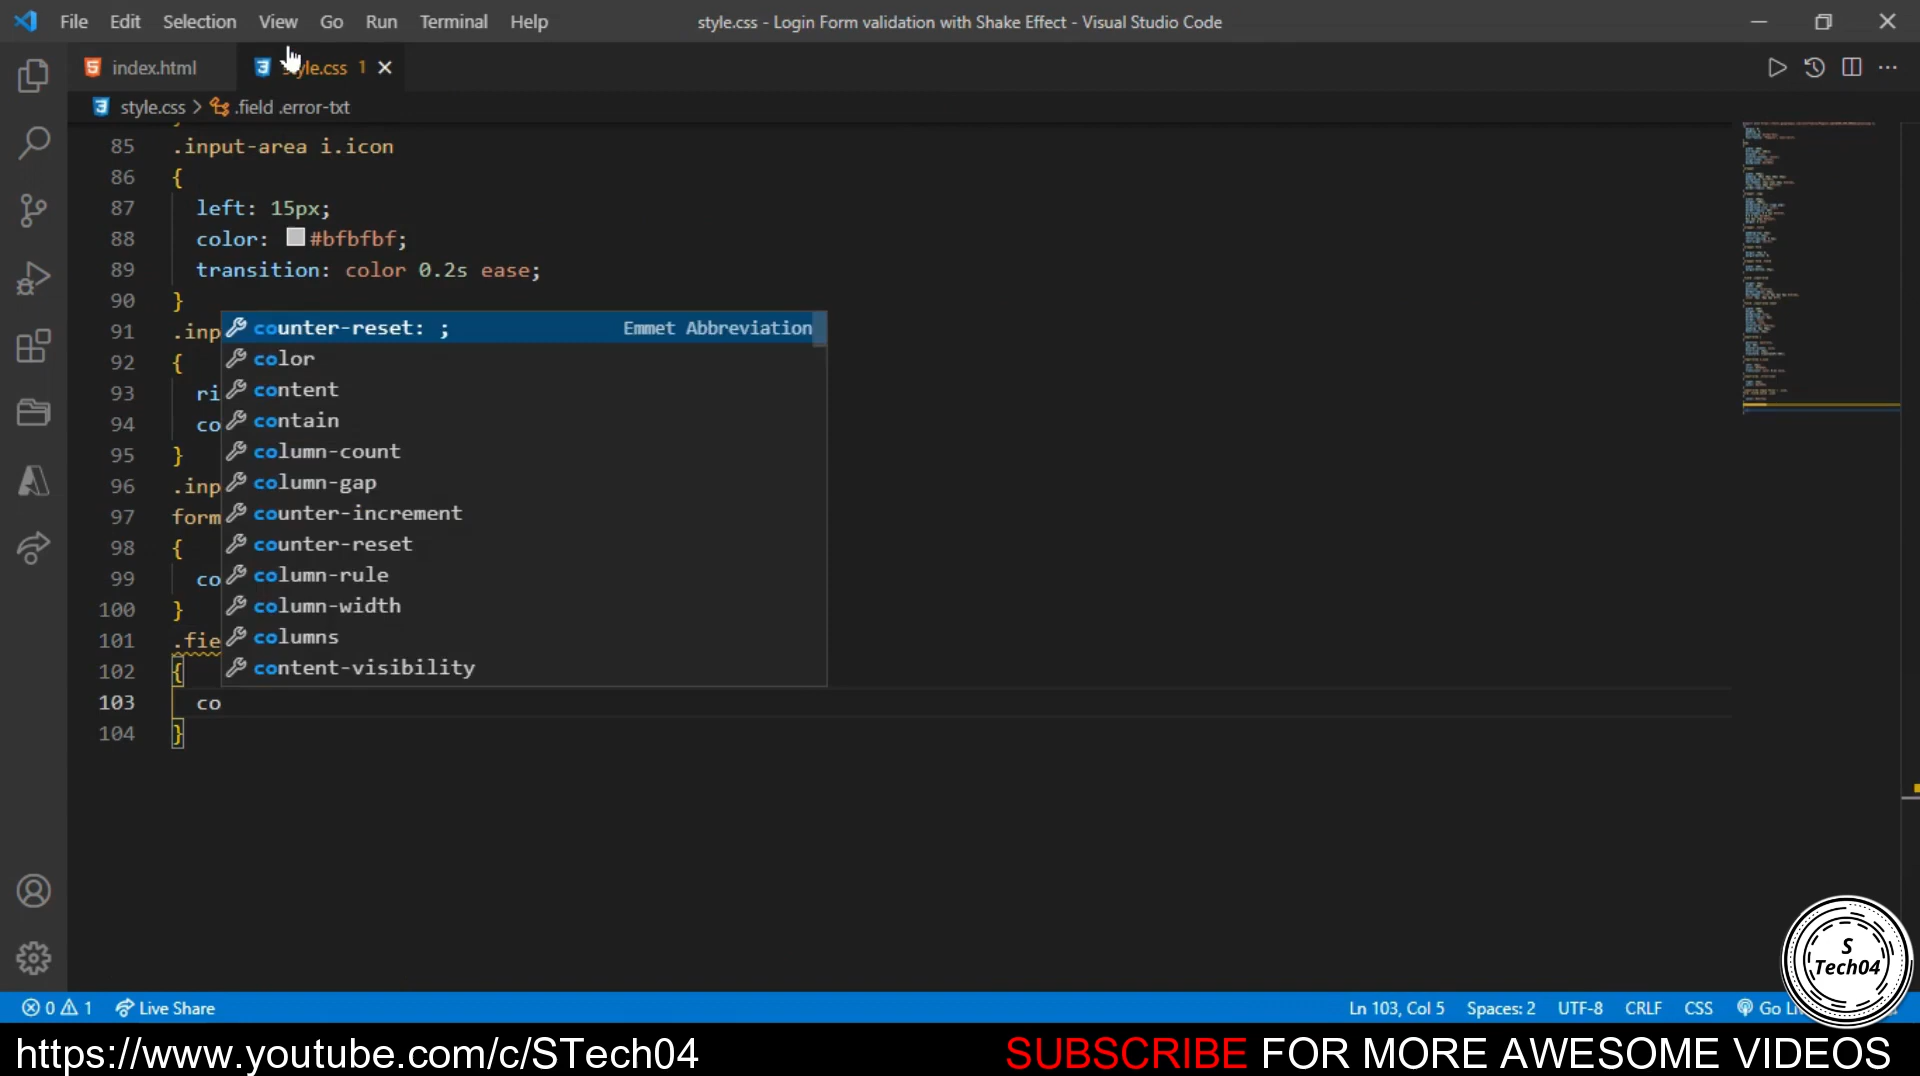 File Edit Selection View Go Run Terminal Help
style.css - Login Form validation with Shake Effect - Visual Studio Code
index.html
style.css 1
style.css > .field .error-txt
85 .input-area i.icon
86 {
87 left: 15px;
88 color: #bfbfbf;
89 transition: color 0.2s ease;
90 }
91 .inp
counter-reset: ; Emmet Abbreviation
92 {
color
93 ri
content
94 co
contain
95 }
column-count
96 .inp
column-gap
97 form
counter-increment
98 {
counter-reset
99 co
column-rule
100 }
column-width
101 .fie
columns
102 {
content-visibility
103 co
104 }
S
Tech04
0 1 Live Share
Ln 103, Col 5 Spaces: 2 UTF-8 CRLF CSS Go Li
https://www.youtube.com/c/STech04
SUBSCRIBE FOR MORE AWESOME VIDEOS